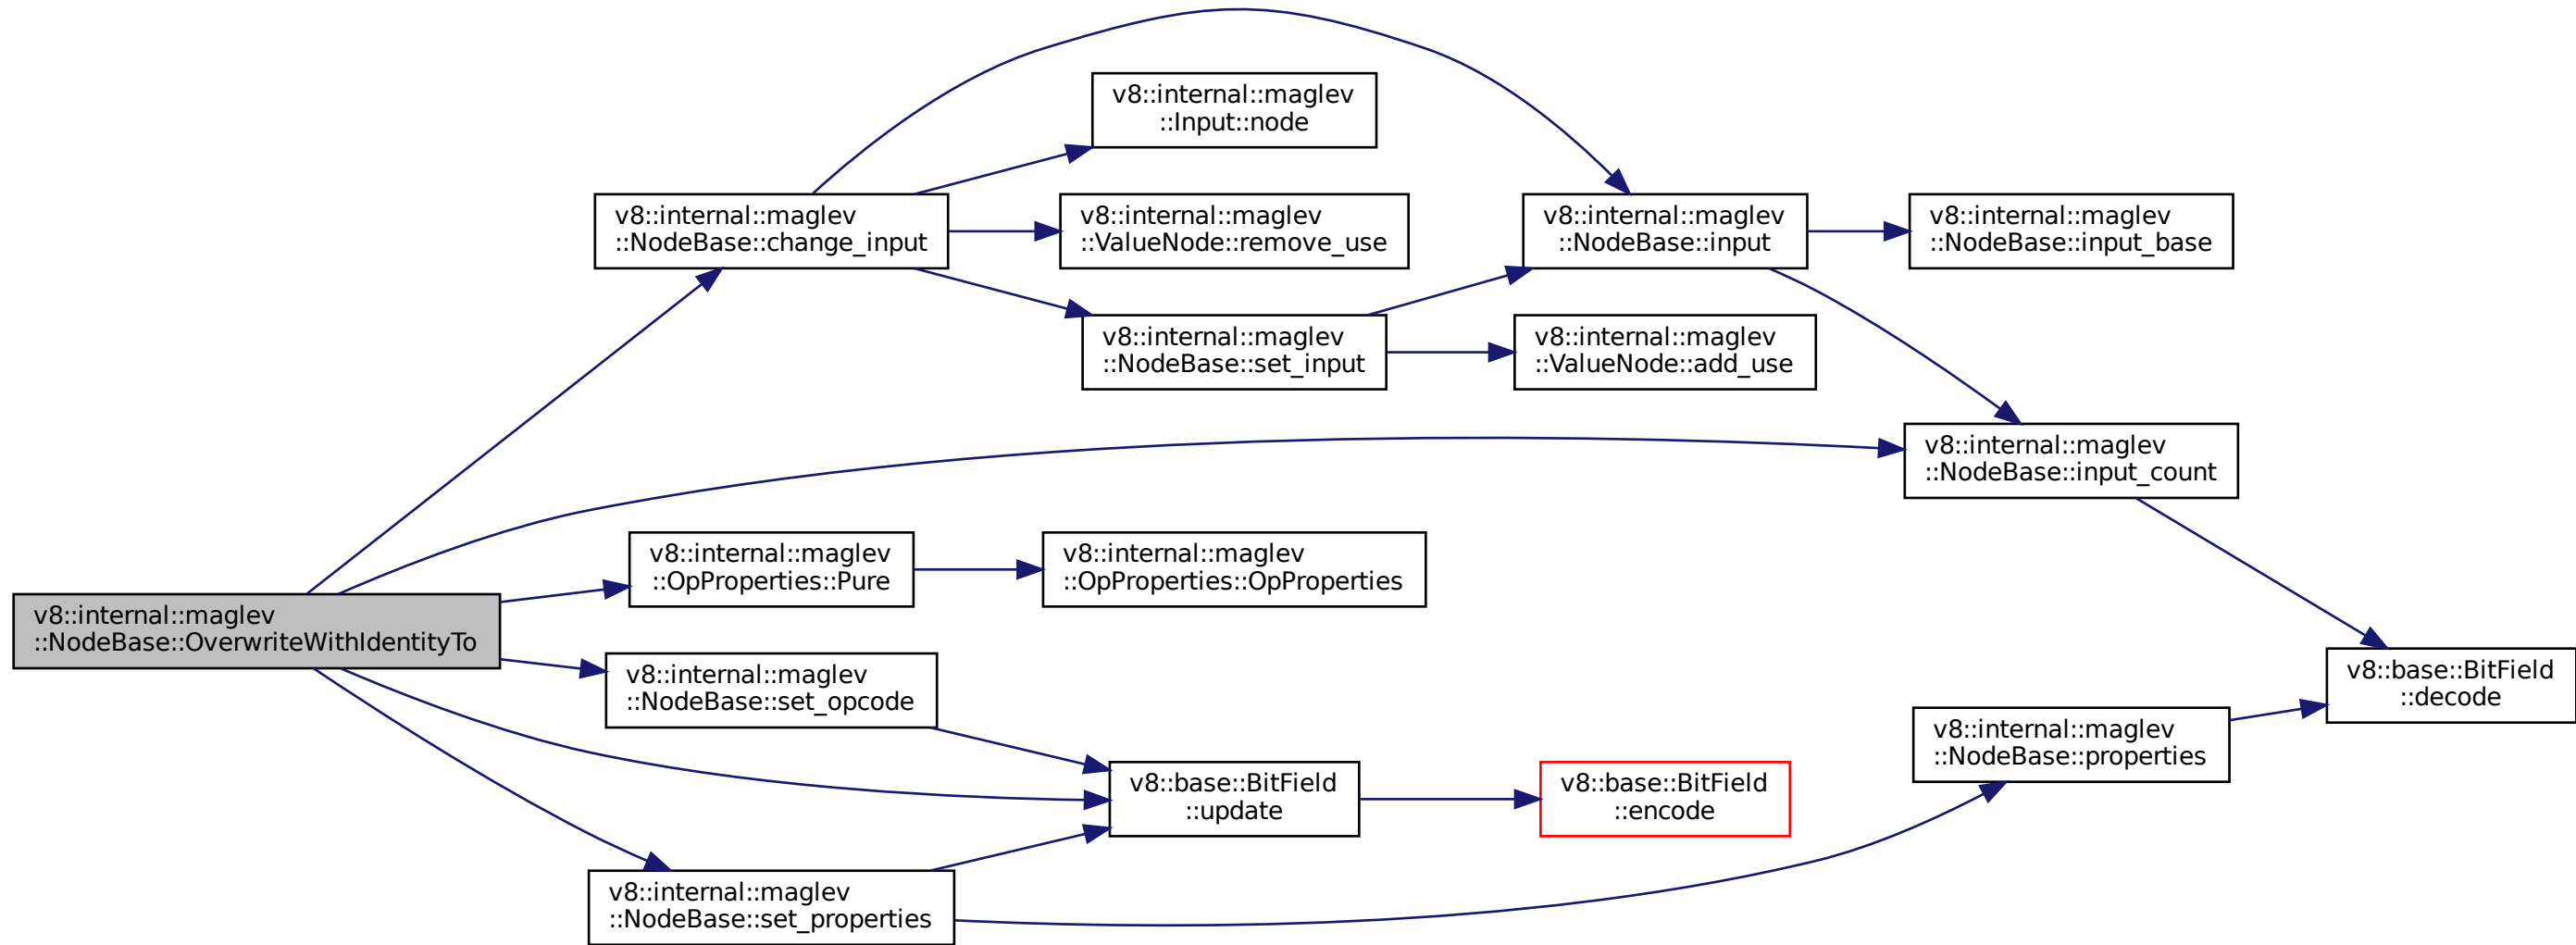 v8::internal::maglev
::Input::node
v8::internal::maglev
::NodeBase::change_input
v8::internal::maglev
::ValueNode::remove_use
v8::internal::maglev
::NodeBase::input
v8::internal::maglev
::NodeBase::input_base
v8::internal::maglev
::NodeBase::set_input
v8::internal::maglev
::ValueNode::add_use
v8::internal::maglev
::NodeBase::input_count
v8::internal::maglev
::OpProperties::Pure
v8::internal::maglev
::OpProperties::OpProperties
v8::internal::maglev
::NodeBase::OverwriteWithIdentityTo
v8::internal::maglev
::NodeBase::set_opcode
v8::base::BitField
::decode
v8::internal::maglev
::NodeBase::properties
v8::base::BitField
::update
v8::base::BitField
::encode
v8::internal::maglev
::NodeBase::set_properties